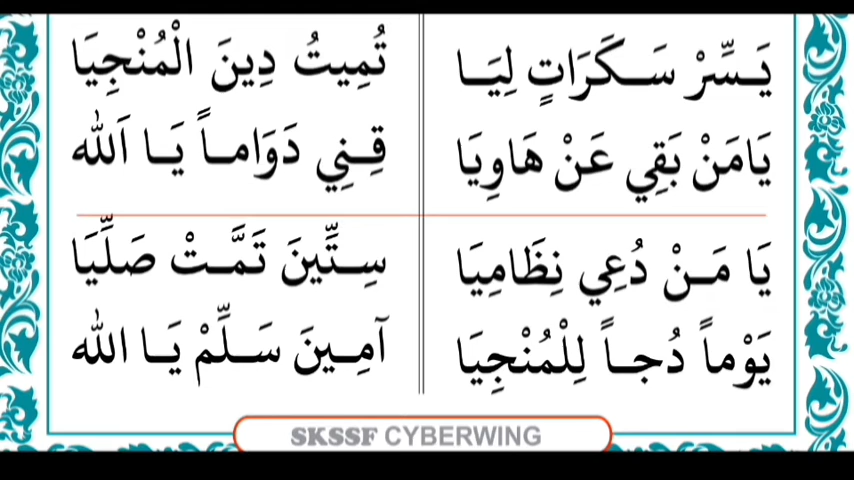 يَسِّرْ سَكَرَاتٍ لِيَا تُمِيتُ دِينَ الْمُنْجِيَا
يَامَنْ بَقِي عَنْ هَاوِيَا قِنِي دَوَاماً يَا اَللّٰه
يَا مَنْ دُعِي نِظَامِيَا سِتِّينَ تَمَّتْ صَلِّيَا
يَوْماً دُجاً لِلْمُنْجِيَا آمِينَ سَلِّمْ يَا اللّٰه
SKSSF CYBERWING